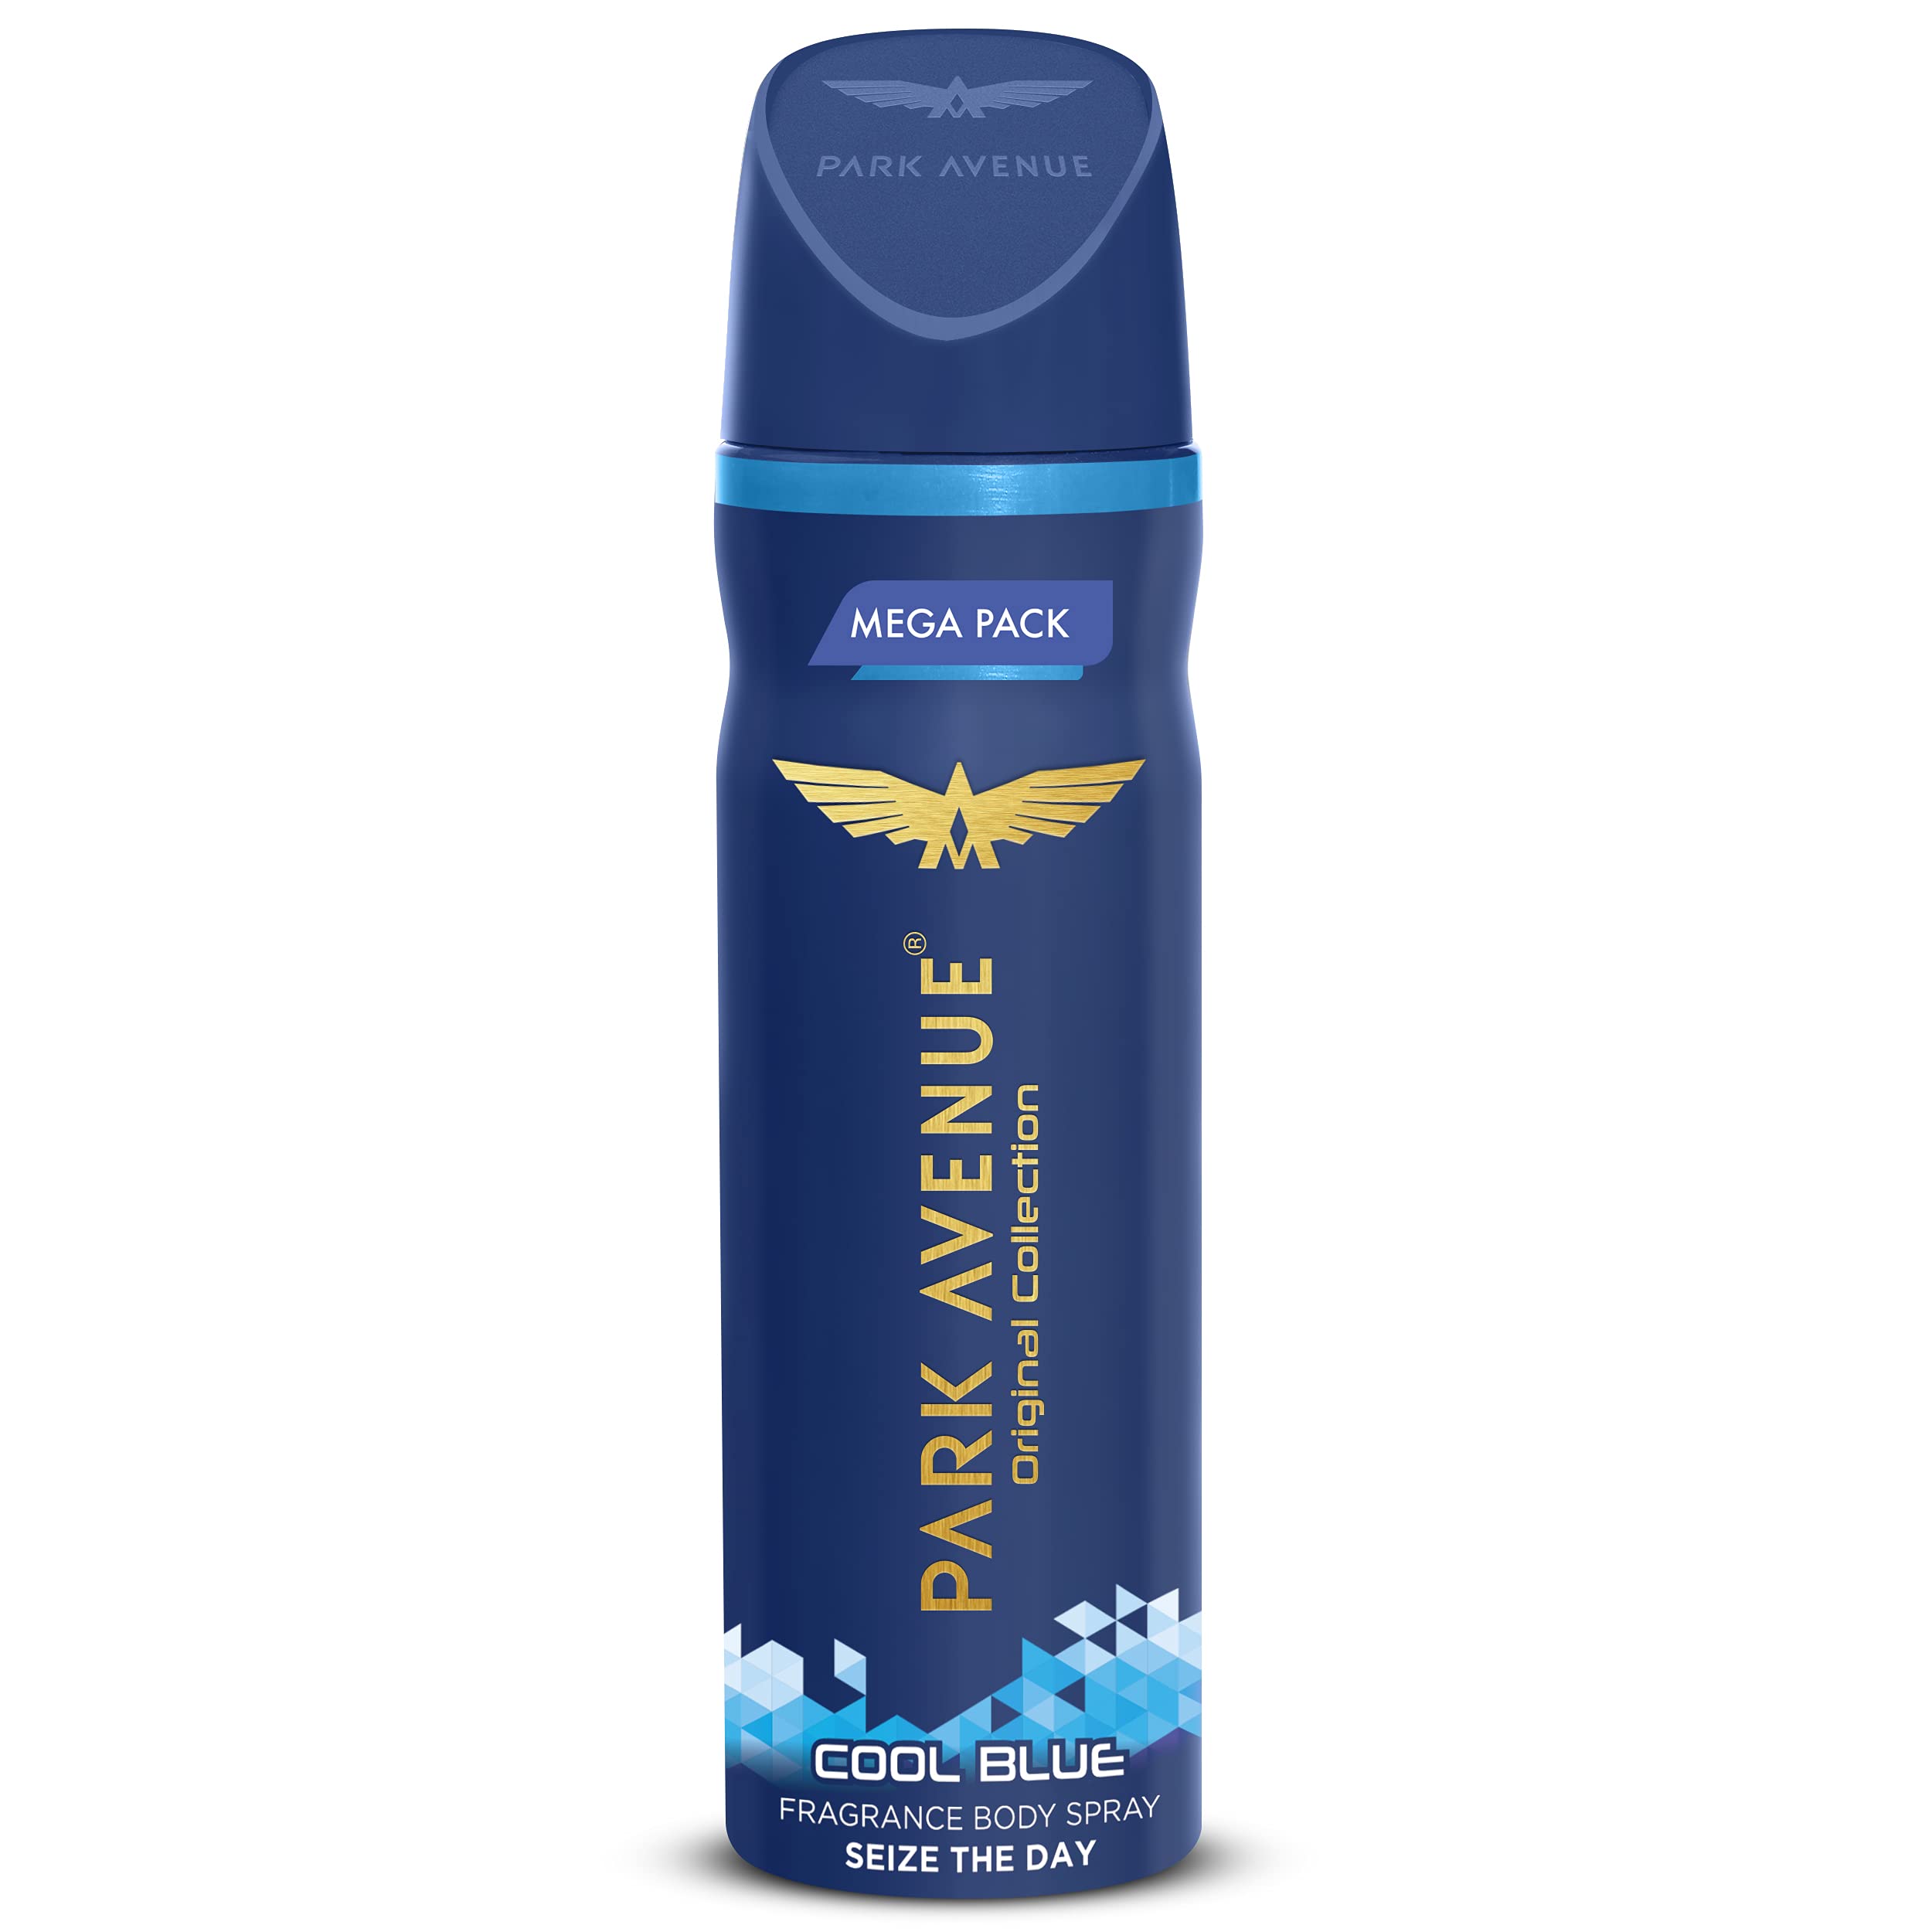 PARK AVENUE
MEGA PACK
PARK AVENUE®
Original Collection
COOL BLUE
FRAGRANCE BODY SPRAY
SEIZE THE DAY